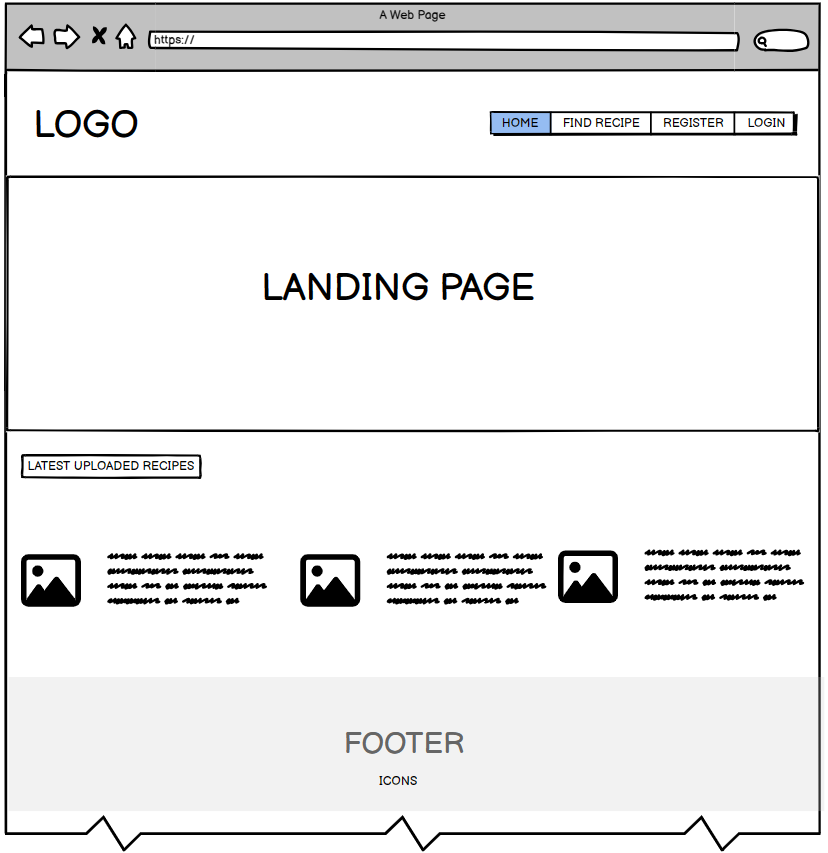 A Web Page
https://
LOGO
HOME FIND RECIPE REGISTER LOGIN
LANDING PAGE
LATEST UPLOADED RECIPES
FOOTER
ICONS